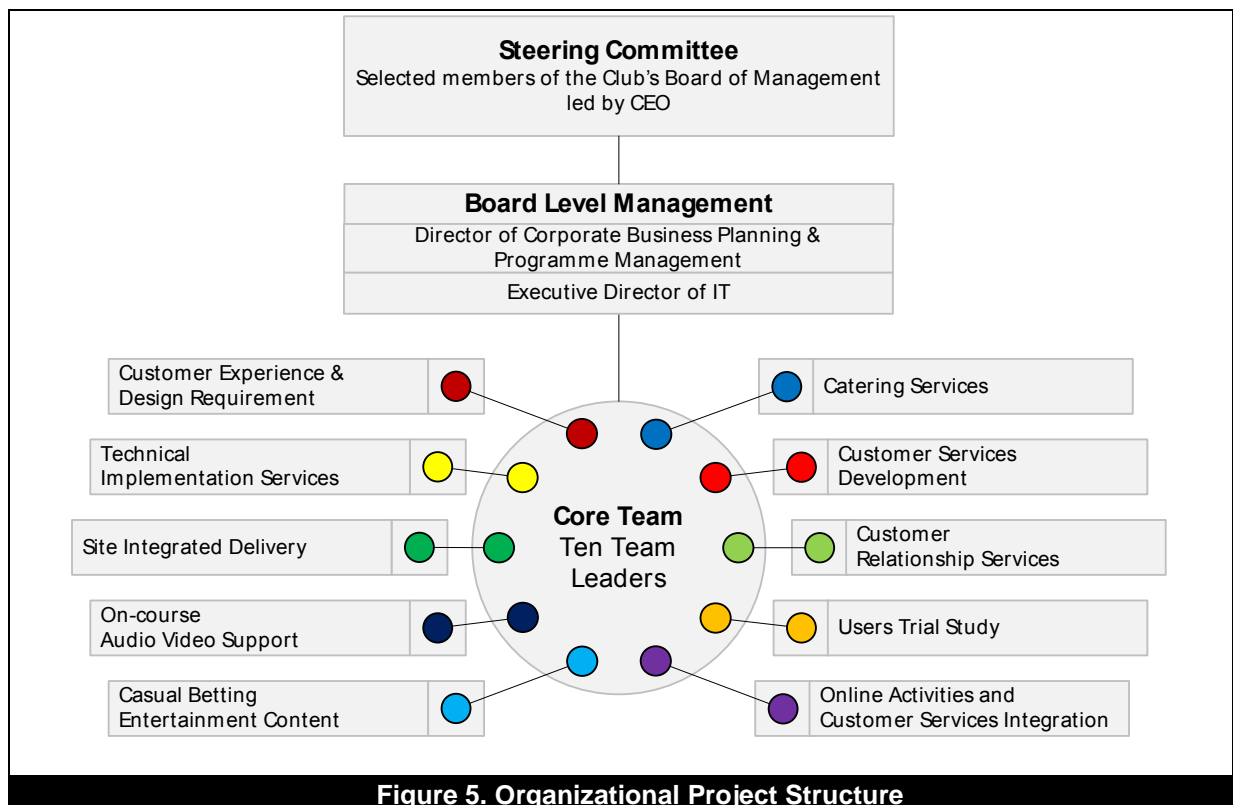 Steering Committee
Selected members of the Club's Board of Management
led by CEO
Board Level Management
Director of Corporate Business Planning &
Programme Management
Executive Director of IT
Customer Experience &
Design Requirement
Technical
Implementation Services
Site Integrated Delivery
On-course
Audio Video Support
Casual Betting
Entertainment Content
Core Team
Ten Team
Leaders
Catering Services
Customer Services
Development
Customer
Relationship Services
Users Trial Study
Online Activities and
Customer Services Integration
Figure 5. Organizational Project Structure